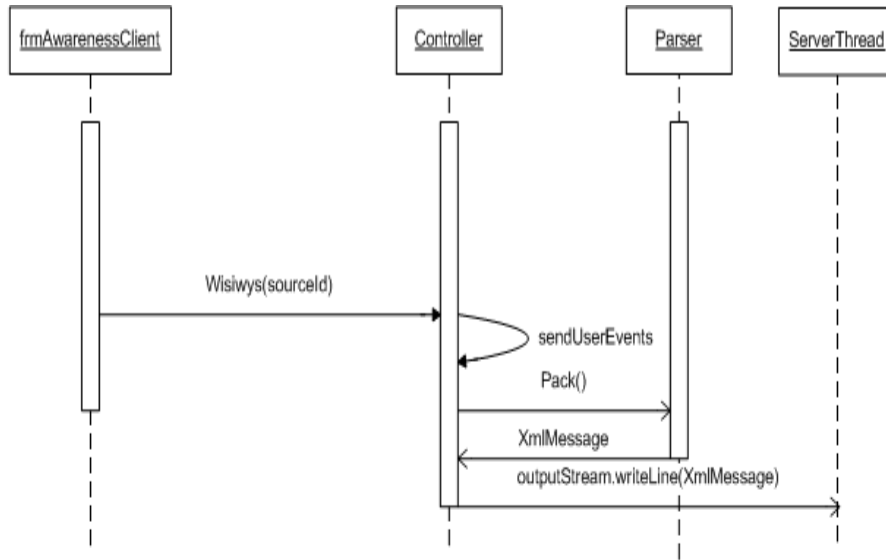 frmAwarenessClient
Controller
Parser
ServerThread
Wisiwys(sourceId)
sendUserEvents
Pack()
XmlMessage
outputStream.writeLine(XmlMessage)